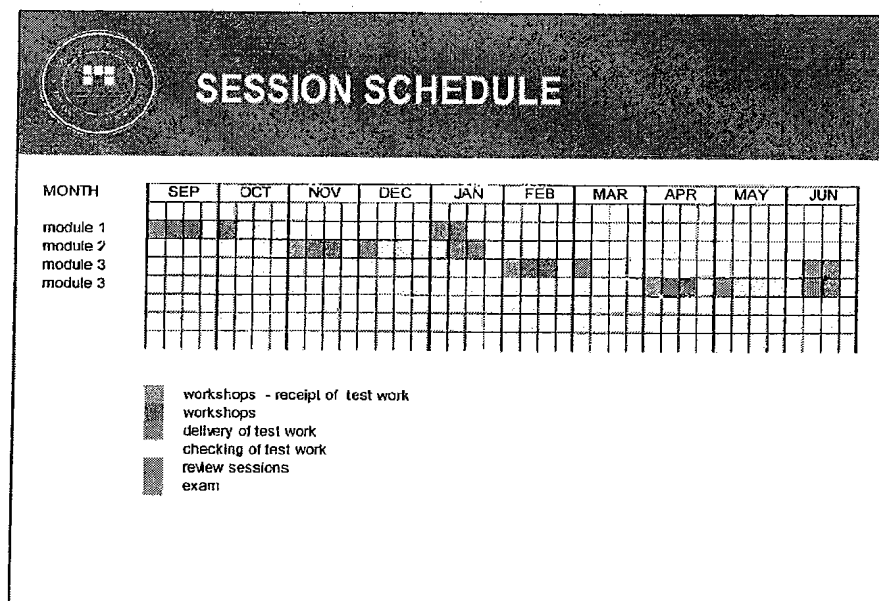 SESSION SCHEDULE
MONTH SEP OCT NOV DEC JAN FEB MAR APR MAY JUN
module 1
module 2
module 3
module 3
workshops - receipt of test work
workshops
delivery of test work
checking of test work
review sessions
exam